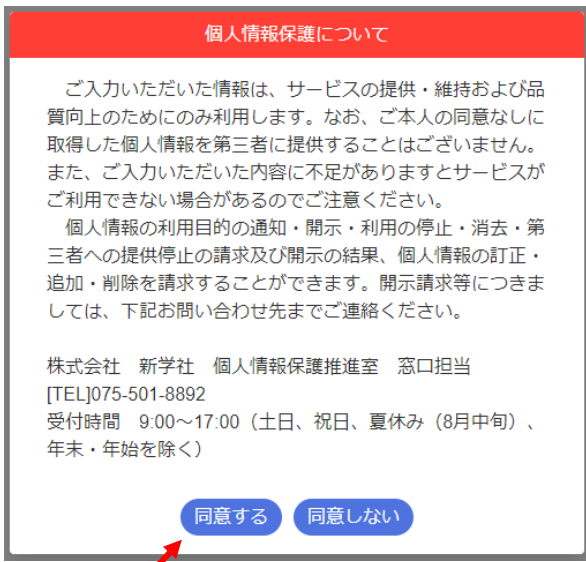 個人情報保護について
　ご入力いただいた情報は、サービスの提供・維持および品
質向上のためにのみ利用します。なお、ご本人の同意なしに
取得した個人情報を第三者に提供することはございません。
また、ご入力いただいた内容に不足がありますとサービスが
ご利用できない場合があるのでご注意ください。
　個人情報の利用目的の通知・開示・利用の停止・消去・第
三者への提供停止の請求及び開示の結果、個人情報の訂正・
追加・削除を請求することができます。開示請求等につきま
しては、下記お問い合わせ先までご連絡ください。
株式会社　新学社　個人情報保護推進室　窓口担当
[TEL]075-501-8892
受付時間　9:00～17:00（土日、祝日、夏休み（8月中旬）、
年末・年始を除く）
同意する 同意しない